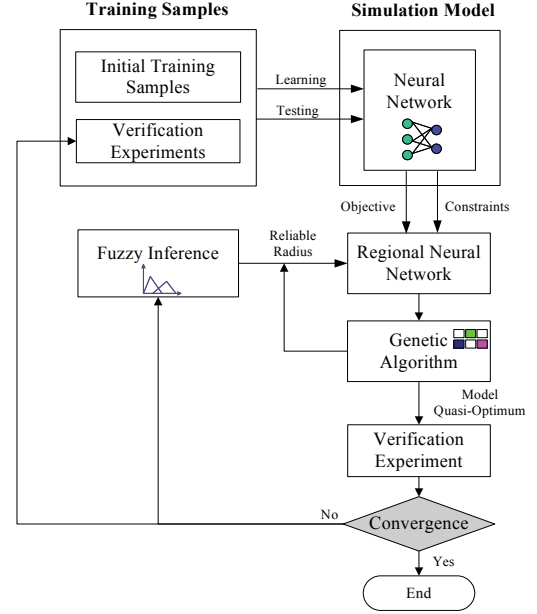 Training Samples
Simulation Model
Initial Training
Samples
Verification
Experiments
Learning
Testing
Neural
Network
Objective
Constraints
Fuzzy Inference
Reliable
Radius
Regional Neural
Network
Genetic
Algorithm
Model
Quasi-Optimum
Verification
Experiment
No
Convergence
Yes
End